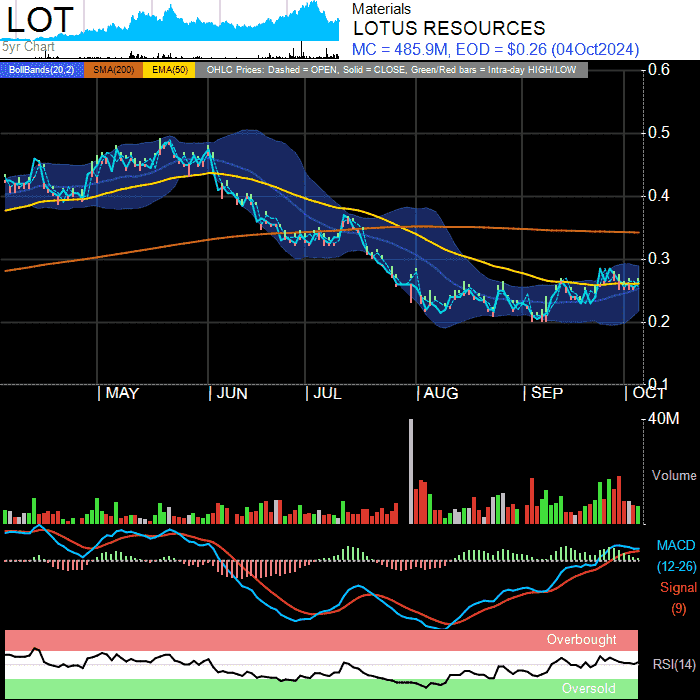 LOT
5yr Chart
Materials
LOTUS RESOURCES
MC = 485.9M, EOD = $0.26 (04Oct2024)
BollBands(20,2) SMA(200) EMA(50) OHLC Prices: Dashed = OPEN, Solid = CLOSE, Green/Red bars = Intra-day HIGH/LOW
0.6
0.5
0.4
0.3
0.2
0.1
MAY JUN JUL AUG SEP OCT
40M
Volume
MACD
(12-26)
Signal
(9)
Overbought
RSI(14)
Oversold